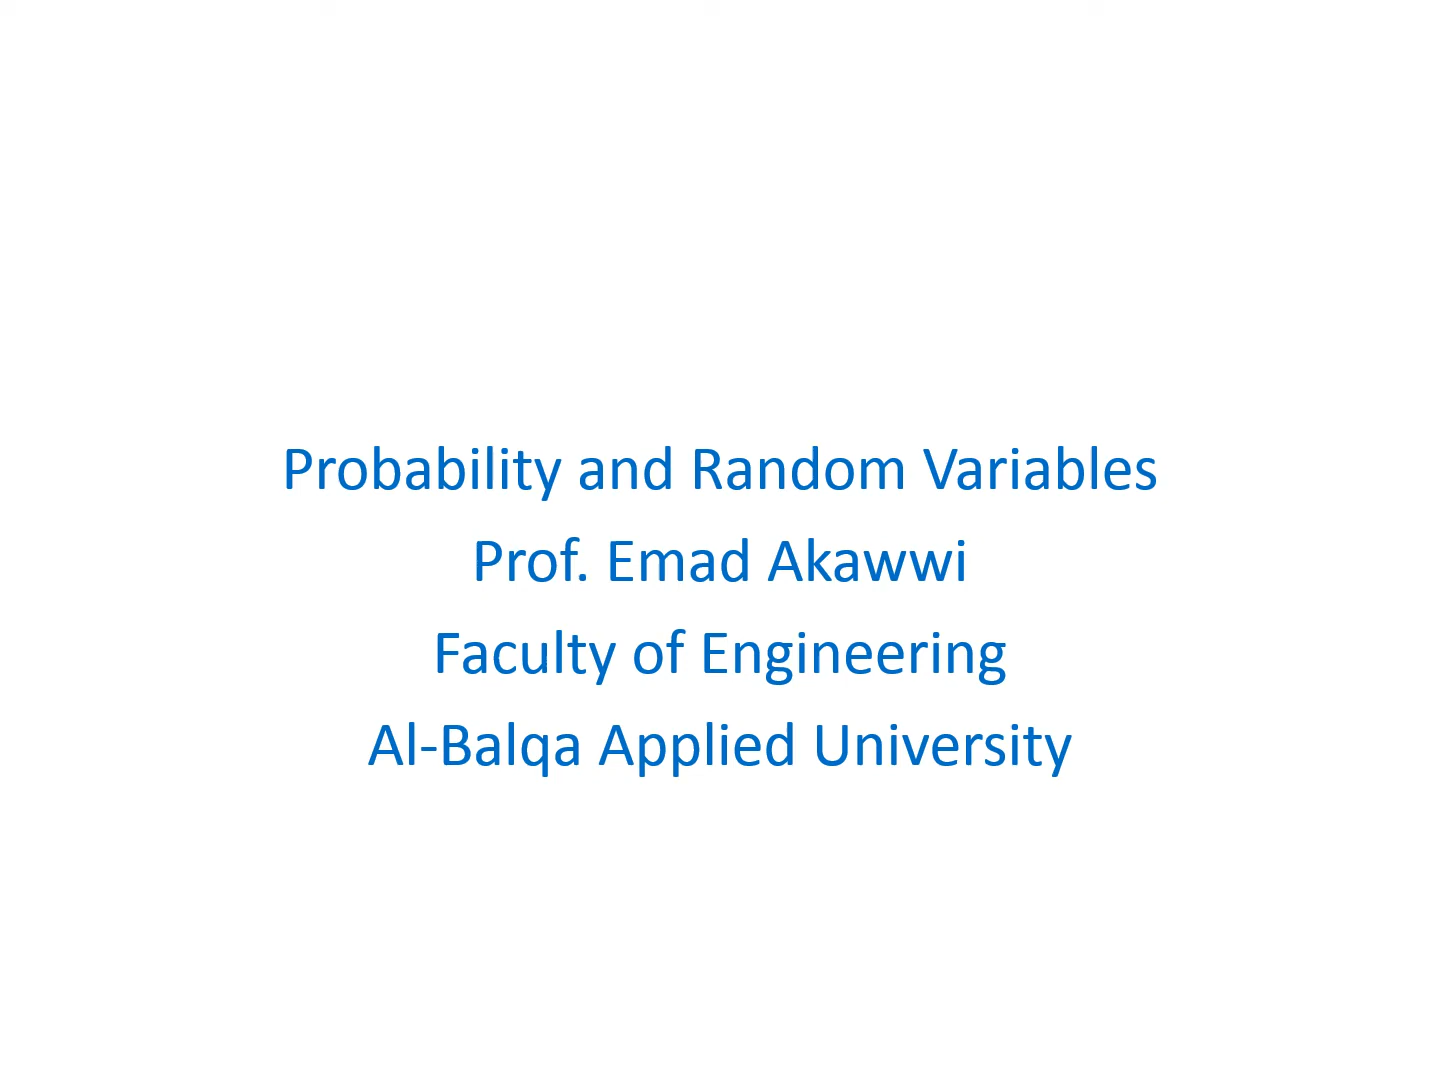 Probability and Random Variables
Prof. Emad Akawwi
Faculty of Engineering
Al-Balqa Applied University